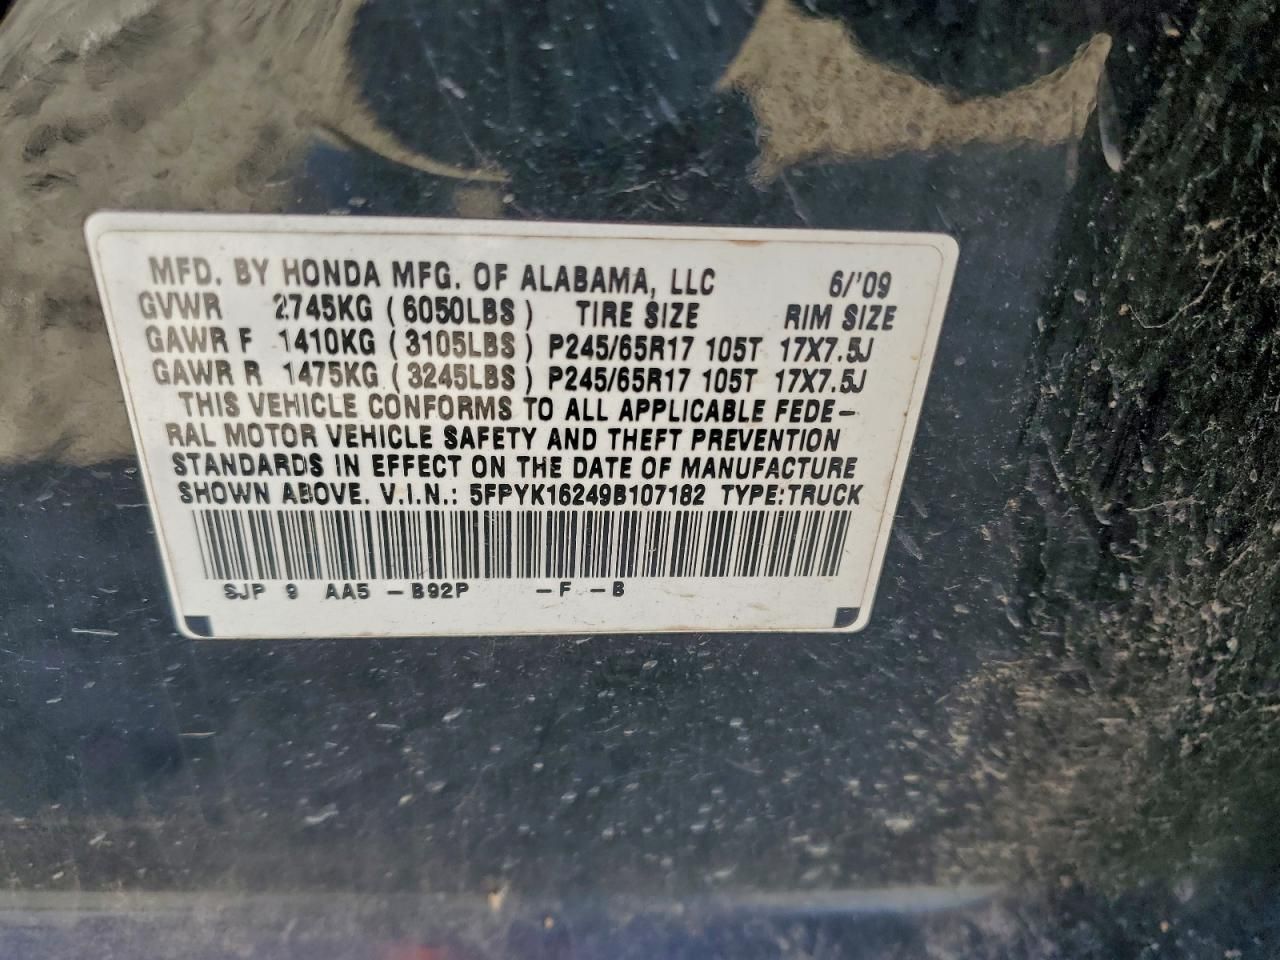 MFD. BY HONDA MFG. OF ALABAMA, LLC 6/'09
GVWR 2745KG (6050LBS) TIRE SIZE RIM SIZE
GAWR F 1410KG (3105LBS) P245/65R17 105T 17X7.5J
GAWR R 1475KG (3245LBS) P245/65R17 105T 17X7.5J
THIS VEHICLE CONFORMS TO ALL APPLICABLE FEDE-
RAL MOTOR VEHICLE SAFETY AND THEFT PREVENTION
STANDARDS IN EFFECT ON THE DATE OF MANUFACTURE
SHOWN ABOVE. V.I.N.: 5FPYK16249B107182 TYPE:TRUCK
SJP 9 AA5 -B92P -F -B